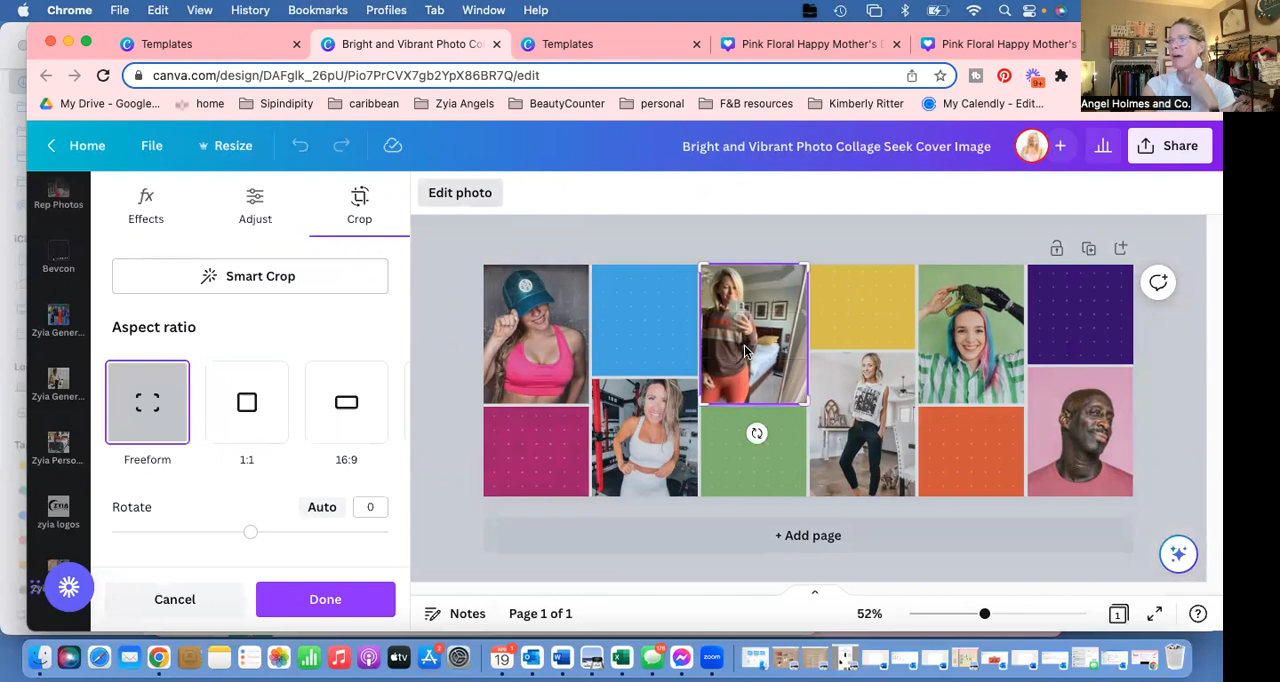 Chrome File Edit View History Bookmarks Profiles Tab Window Help
Templates
Bright and Vibrant Photo Co
Templates
Pink Floral Happy Mother's
Pink Floral Happy Mother's
canva.com/design/DAFglk_26pU/Pio7PrCVX7gb2YpX86BR7Q/edit
9+
My Drive - Google...
home
Sipindipity
caribbean
Zyia Angels
BeautyCounter
personal
F&B resources
Kimberly Ritter
My Calendly - Edit...
Angel Holmes and Co.
Home
File
Resize
Bright and Vibrant Photo Collage Seek Cover Image
Share
Rep Photos
Bevcon
Zyia Gener...
Zyia Gener...
Zyia Perso...
zyia logos
Effects
Adjust
Crop
Edit photo
Smart Crop
Aspect ratio
Freeform
1:1
16:9
Rotate
Auto
0
Cancel
Done
+ Add page
Notes
Page 1 of 1
52%
1
19
tv
zoom